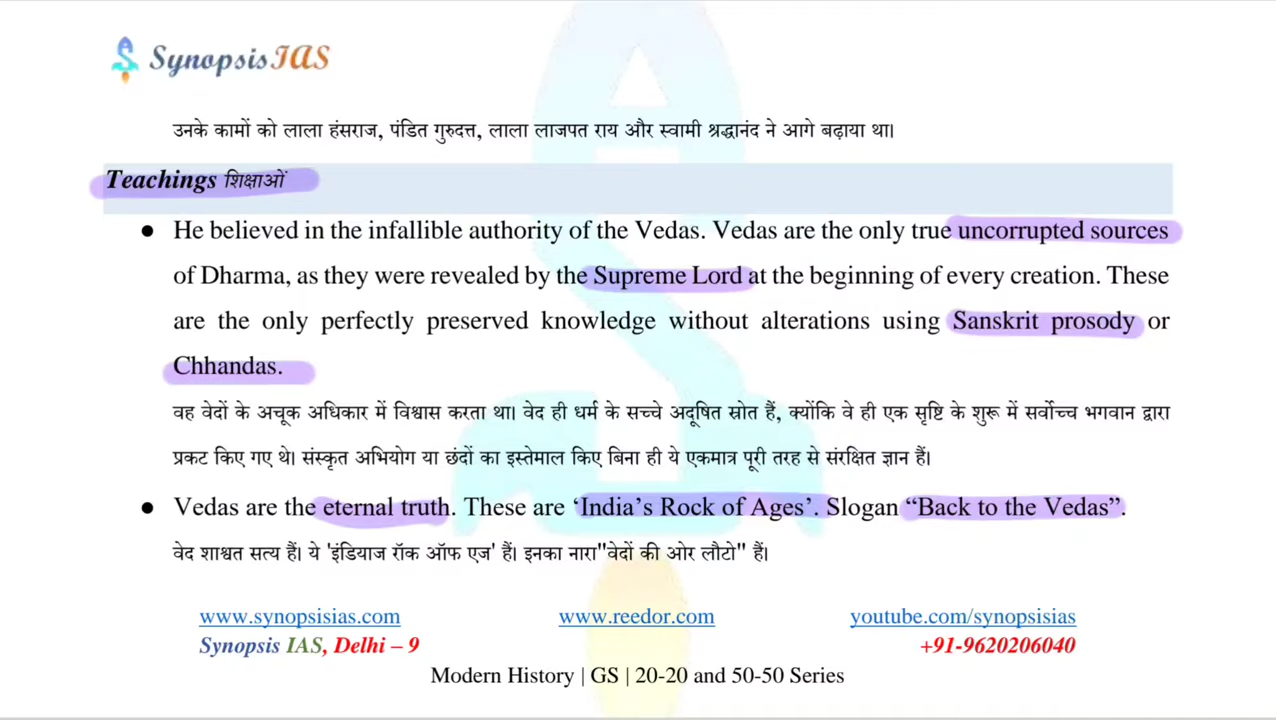 Synopsis IAS
उनके कामों को लाला हंसराज, पंडित गुरुदत्त, लाला लाजपत राय और स्वामी श्रद्धानंद ने आगे बढ़ाया था।
Teachings शिक्षाओं
● He believed in the infallible authority of the Vedas. Vedas are the only true uncorrupted sources
of Dharma, as they were revealed by the Supreme Lord at the beginning of every creation. These
are the only perfectly preserved knowledge without alterations using Sanskrit prosody or
Chhandas.
वह वेदों के अचूक अधिकार में विश्वास करता था। वेद ही धर्म के सच्चे अदूषित स्रोत हैं, क्योंकि वे ही एक सृष्टि के शुरू में सर्वोच्च भगवान द्वारा
प्रकट किए गए थे। संस्कृत अभियोग या छंदों का इस्तेमाल किए बिना ही ये एकमात्र पूरी तरह से संरक्षित ज्ञान हैं।
● Vedas are the eternal truth. These are ‘India’s Rock of Ages’. Slogan “Back to the Vedas”.
वेद शाश्वत सत्य हैं। ये 'इंडियाज रॉक ऑफ एज' हैं। इनका नारा"वेदों की ओर लौटो" हैं।
www.synopsisias.com www.reedor.com youtube.com/synopsisias
Synopsis IAS, Delhi – 9 +91-9620206040
Modern History | GS | 20-20 and 50-50 Series